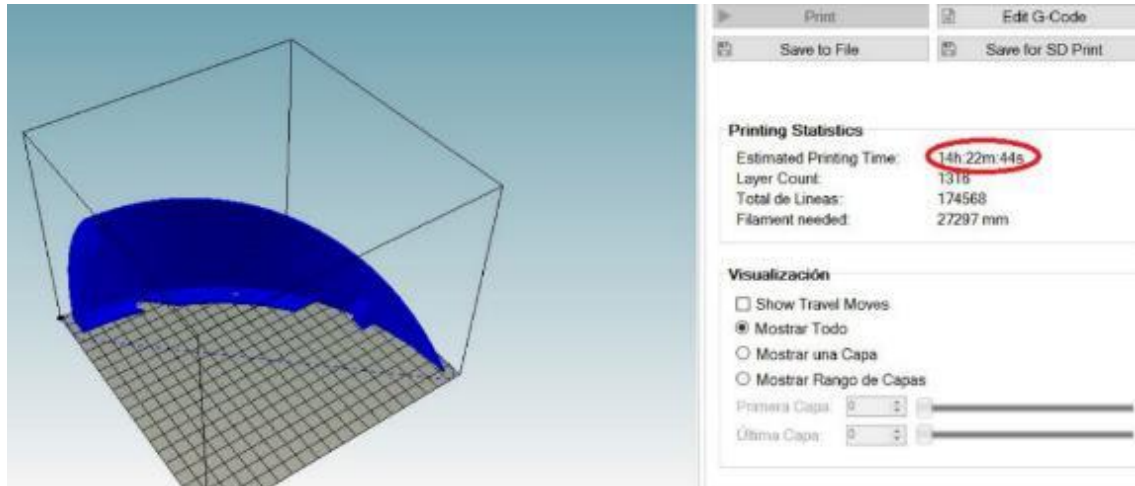 Print
Edit G-Code
Save to File
Save for SD Print
Printing Statistics
Estimated Printing Time: 14h:22m:44s
Layer Count: 1316
Total de Lineas: 174568
Filament needed: 27297 mm
Visualización
Show Travel Moves
Mostrar Todo
Mostrar una Capa
Mostrar Rango de Capas
Primera Capa: 0
Última Capa: 0